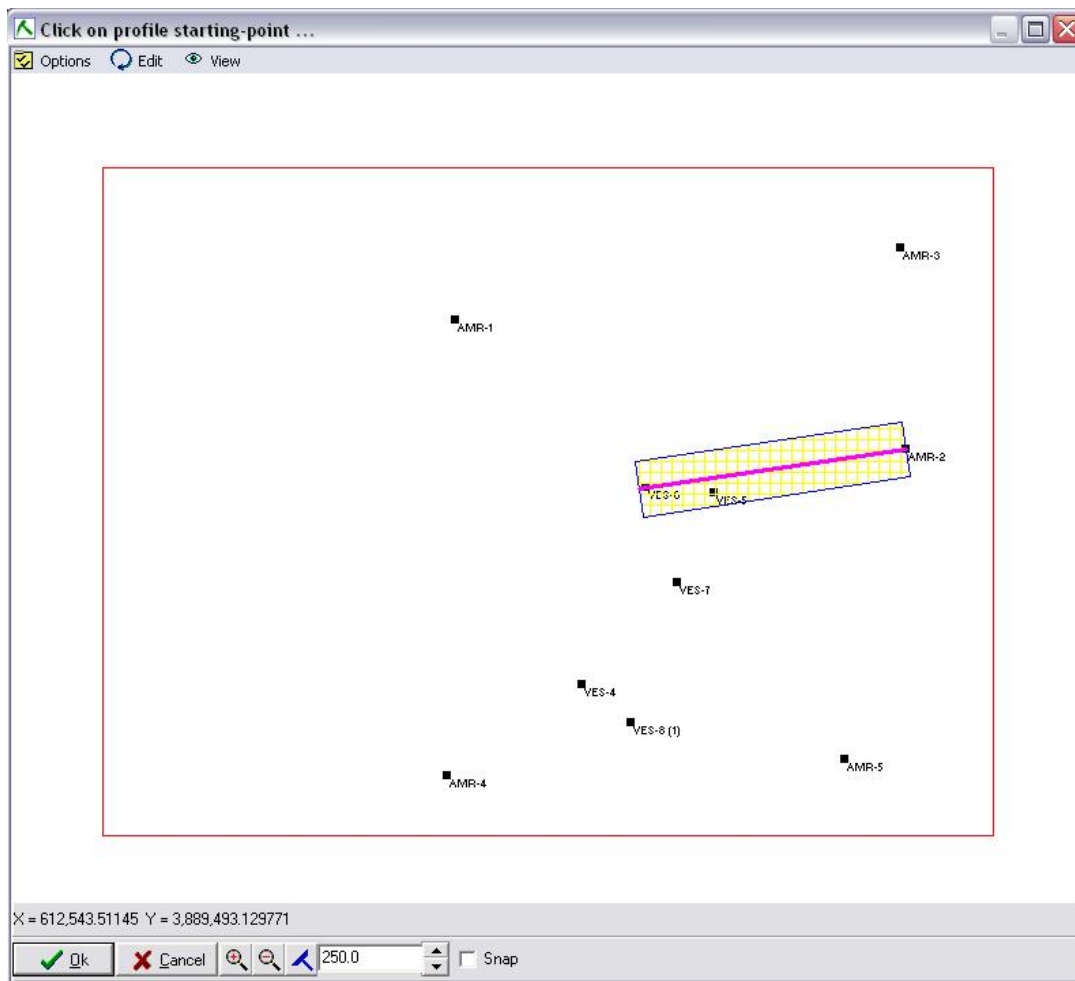 Click on profile starting-point ...
Options Edit View
AMR-3
AMR-1
AMR-2
VES-6
VES-5
VES-7
VES-4
VES-8 (1)
AMR-5
AMR-4
X = 612,543.51145 Y = 3,889,493.129771
Ok Cancel 250.0 Snap